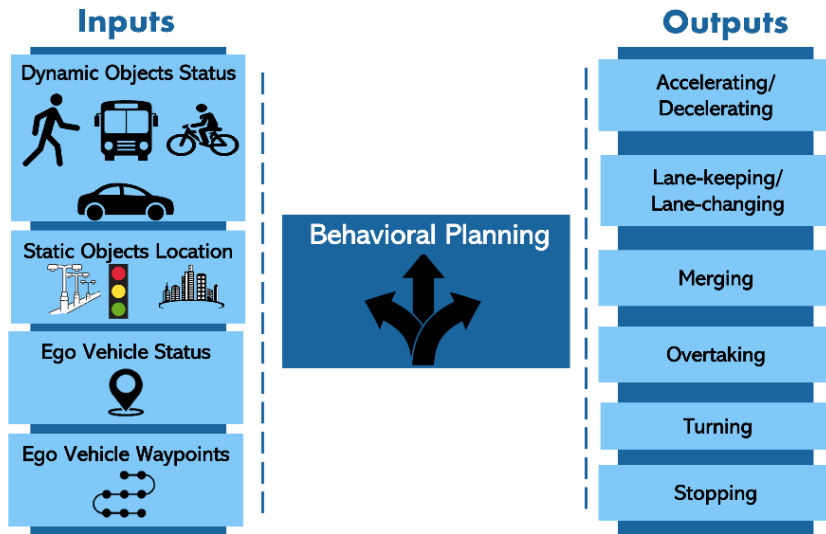 Inputs
Dynamic Objects Status
Static Objects Location
Ego Vehicle Status
Ego Vehicle Waypoints
Behavioral Planning
Outputs
Accelerating/
Decelerating
Lane-keeping/
Lane-changing
Merging
Overtaking
Turning
Stopping